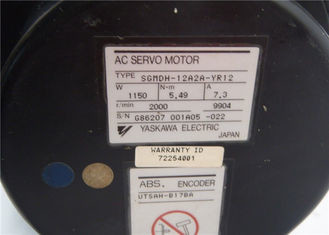 AC SERVO MOTOR
TYPE SGMDH-12A2A-YR12
W N-m A
1150 5.49 7.3
r/min 2000 9904
S/N G86207 001A05 -022
YASKAWA ELECTRIC
JAPAN
WARRANTY ID
72254001
ABS. ENCODER
UTSAH-B17BA